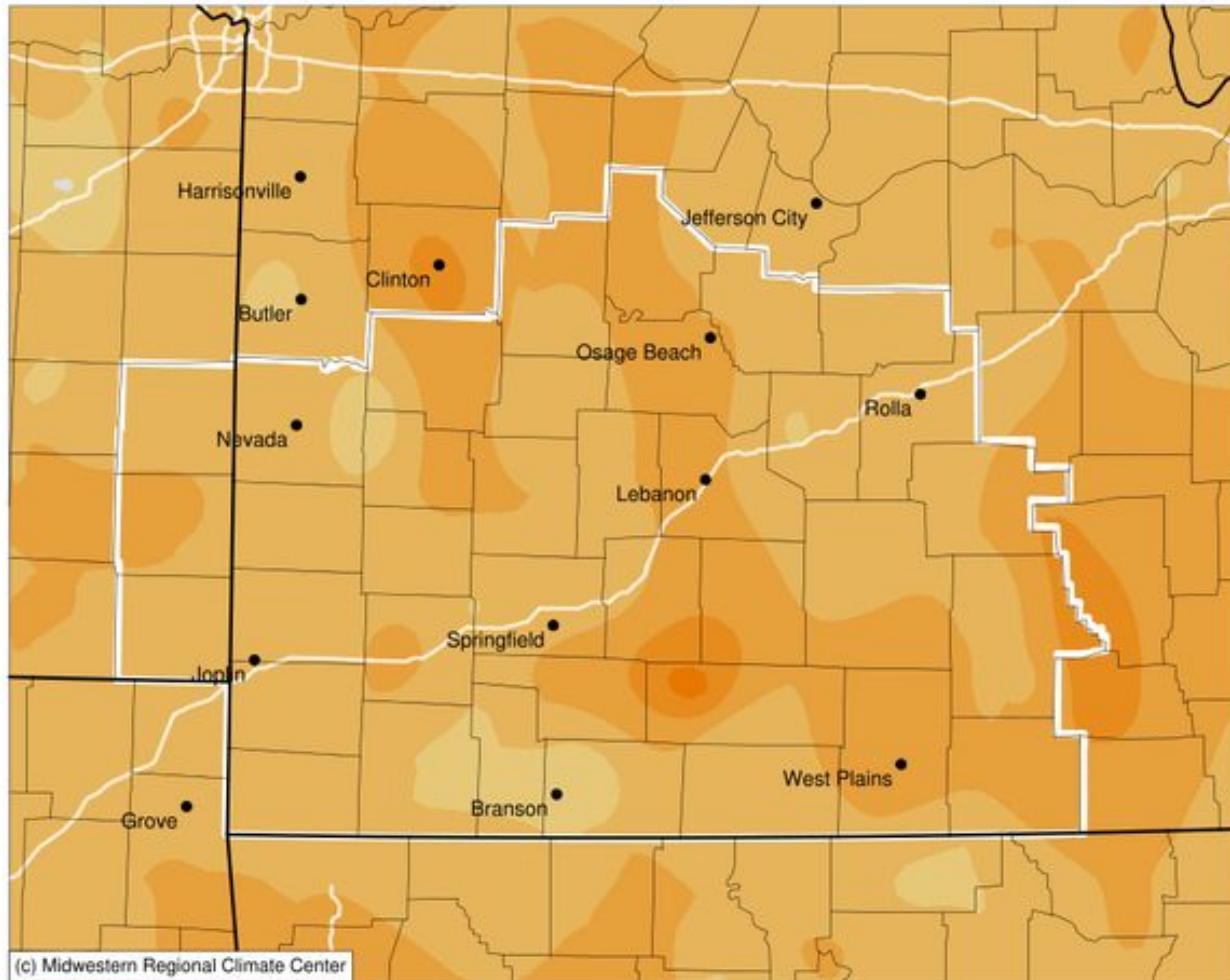 Harrisonville
Jefferson City
Clinton
Butler
Osage Beach
Rolla
Nevada
Lebanon
Springfield
Joplin
West Plains
Branson
Grove
(c) Midwestern Regional Climate Center